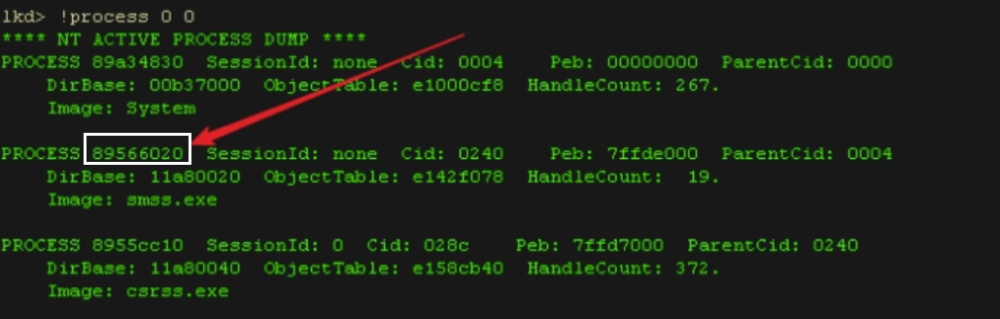 lkd> !process 0 0
**** NT ACTIVE PROCESS DUMP ****
PROCESS 89a34830 SessionId: none Cid: 0004 Peb: 00000000 ParentCid: 0000
DirBase: 00b37000 ObjectTable: e1000cf8 HandleCount: 267.
Image: System
PROCESS 89566020 SessionId: none Cid: 0240 Peb: 7ffde000 ParentCid: 0004
DirBase: 11a80020 ObjectTable: e142f078 HandleCount: 19.
Image: smss.exe
PROCESS 8955cc10 SessionId: 0 Cid: 028c Peb: 7ffd7000 ParentCid: 0240
DirBase: 11a80040 ObjectTable: e158cb40 HandleCount: 372.
Image: csrss.exe